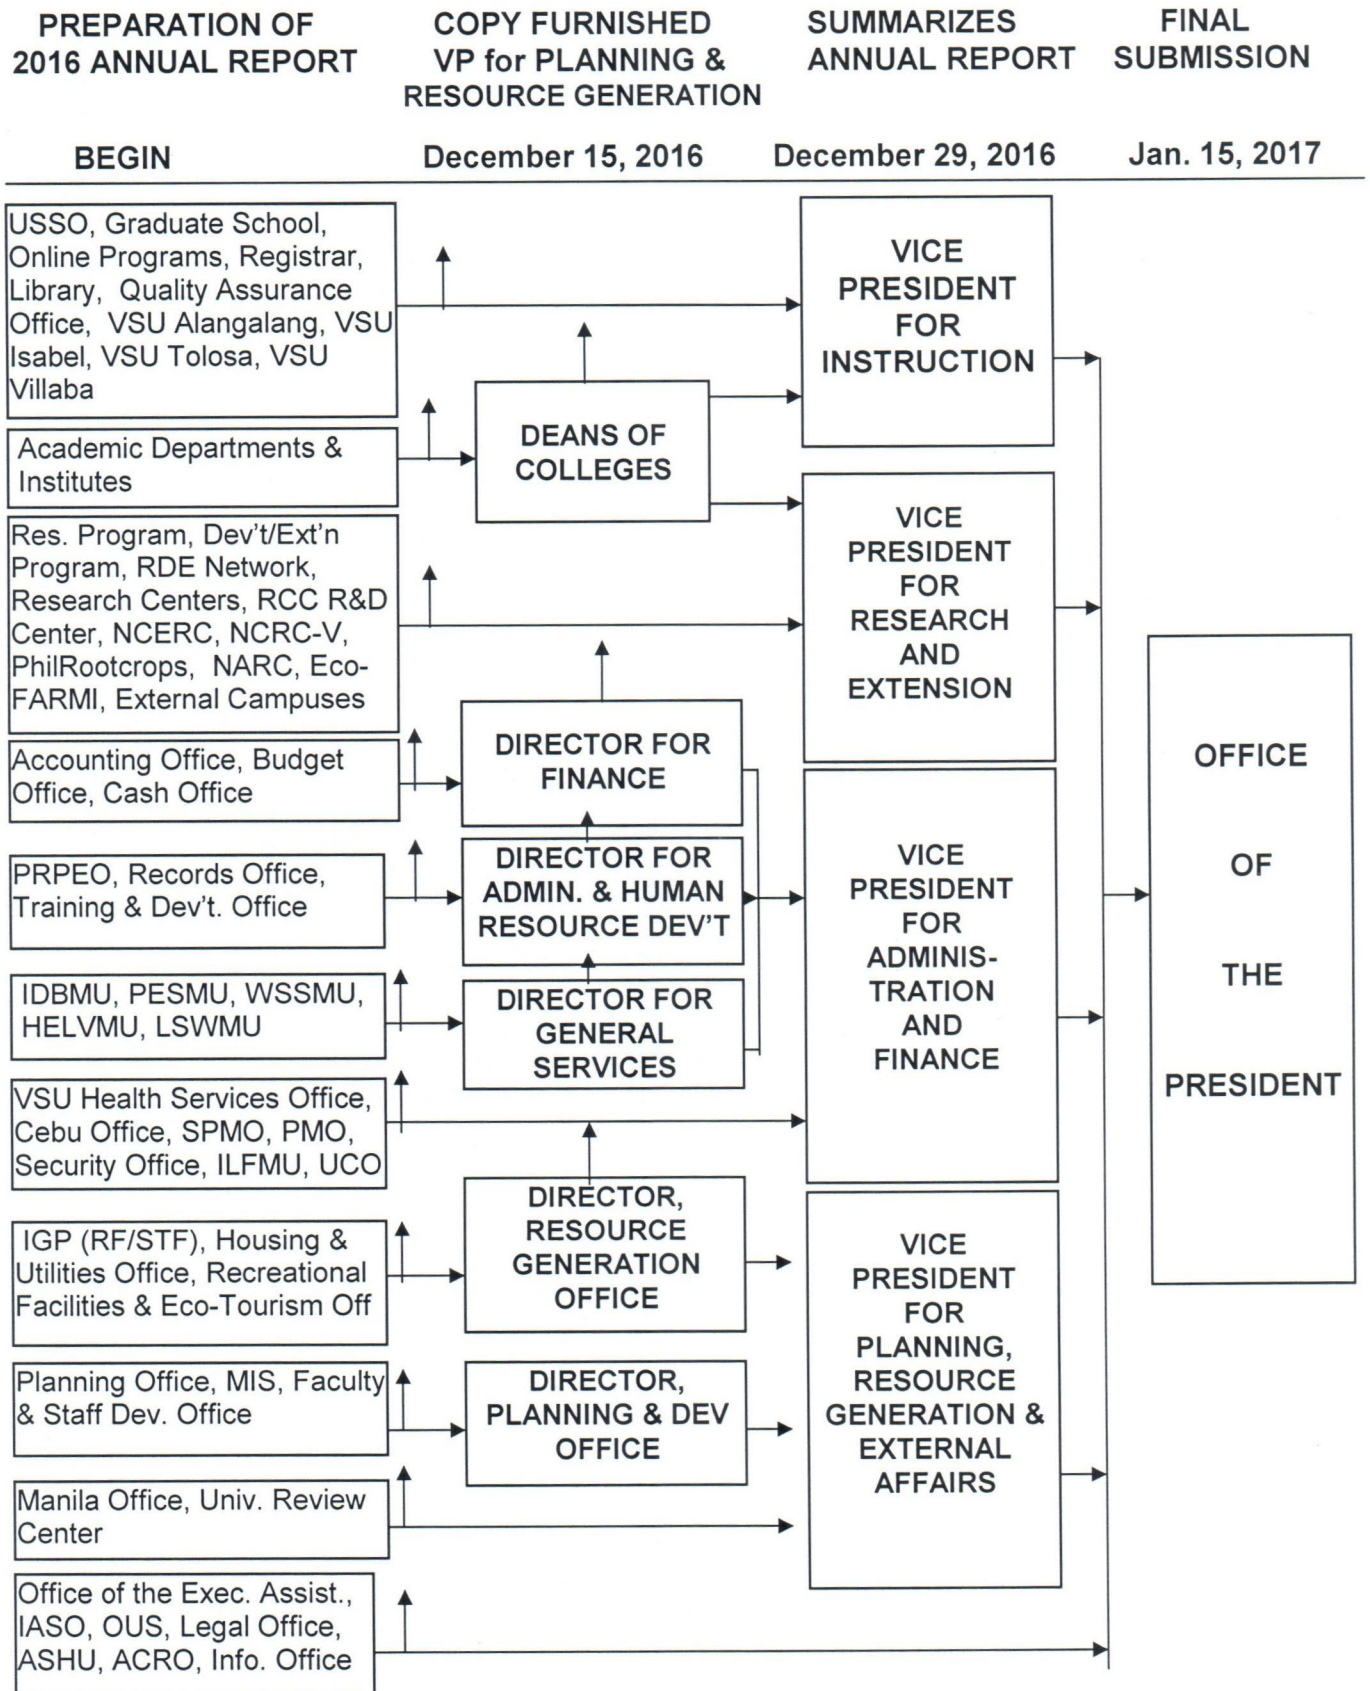 PREPARATION OF
2016 ANNUAL REPORT
COPY FURNISHED
VP for PLANNING &
RESOURCE GENERATION
SUMMARIZES
ANNUAL REPORT
FINAL
SUBMISSION
BEGIN
December 15, 2016
December 29, 2016
Jan. 15, 2017
USSO, Graduate School,
Online Programs, Registrar,
Library, Quality Assurance
Office, VSU Alangalang, VSU
Isabel, VSU Tolosa, VSU
Villaba
Academic Departments &
Institutes
Res. Program, Dev't/Ext'n
Program, RDE Network,
Research Centers, RCC R&D
Center, NCERC, NCRC-V,
PhilRootcrops, NARC, Eco-
FARMI, External Campuses
Accounting Office, Budget
Office, Cash Office
PRPEO, Records Office,
Training & Dev't. Office
IDBMU, PESMU, WSSMU,
HELVMU, LSWMU
VSU Health Services Office,
Cebu Office, SPMO, PMO,
Security Office, ILFMU, UCO
IGP (RF/STF), Housing &
Utilities Office, Recreational
Facilities & Eco-Tourism Off
Planning Office, MIS, Faculty
& Staff Dev. Office
Manila Office, Univ. Review
Center
Office of the Exec. Assist.,
IASO, OUS, Legal Office,
ASHU, ACRO, Info. Office
DEANS OF
COLLEGES
DIRECTOR FOR
FINANCE
DIRECTOR FOR
ADMIN. & HUMAN
RESOURCE DEV'T
DIRECTOR FOR
GENERAL
SERVICES
DIRECTOR,
RESOURCE
GENERATION
OFFICE
DIRECTOR,
PLANNING & DEV
OFFICE
VICE
PRESIDENT
FOR
INSTRUCTION
VICE
PRESIDENT
FOR
RESEARCH
AND
EXTENSION
VICE
PRESIDENT
FOR
ADMINIS-
TRATION
AND
FINANCE
VICE
PRESIDENT
FOR
PLANNING,
RESOURCE
GENERATION &
EXTERNAL
AFFAIRS
OFFICE
OF
THE
PRESIDENT